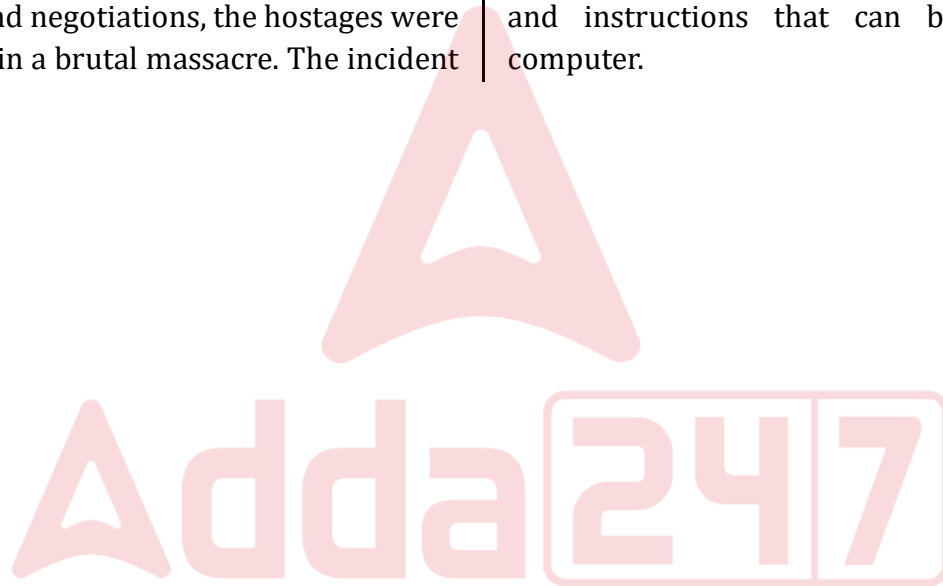 nd negotiations, the hostages were
in a brutal massacre. The incident
and instructions that can b
computer.
Adda247